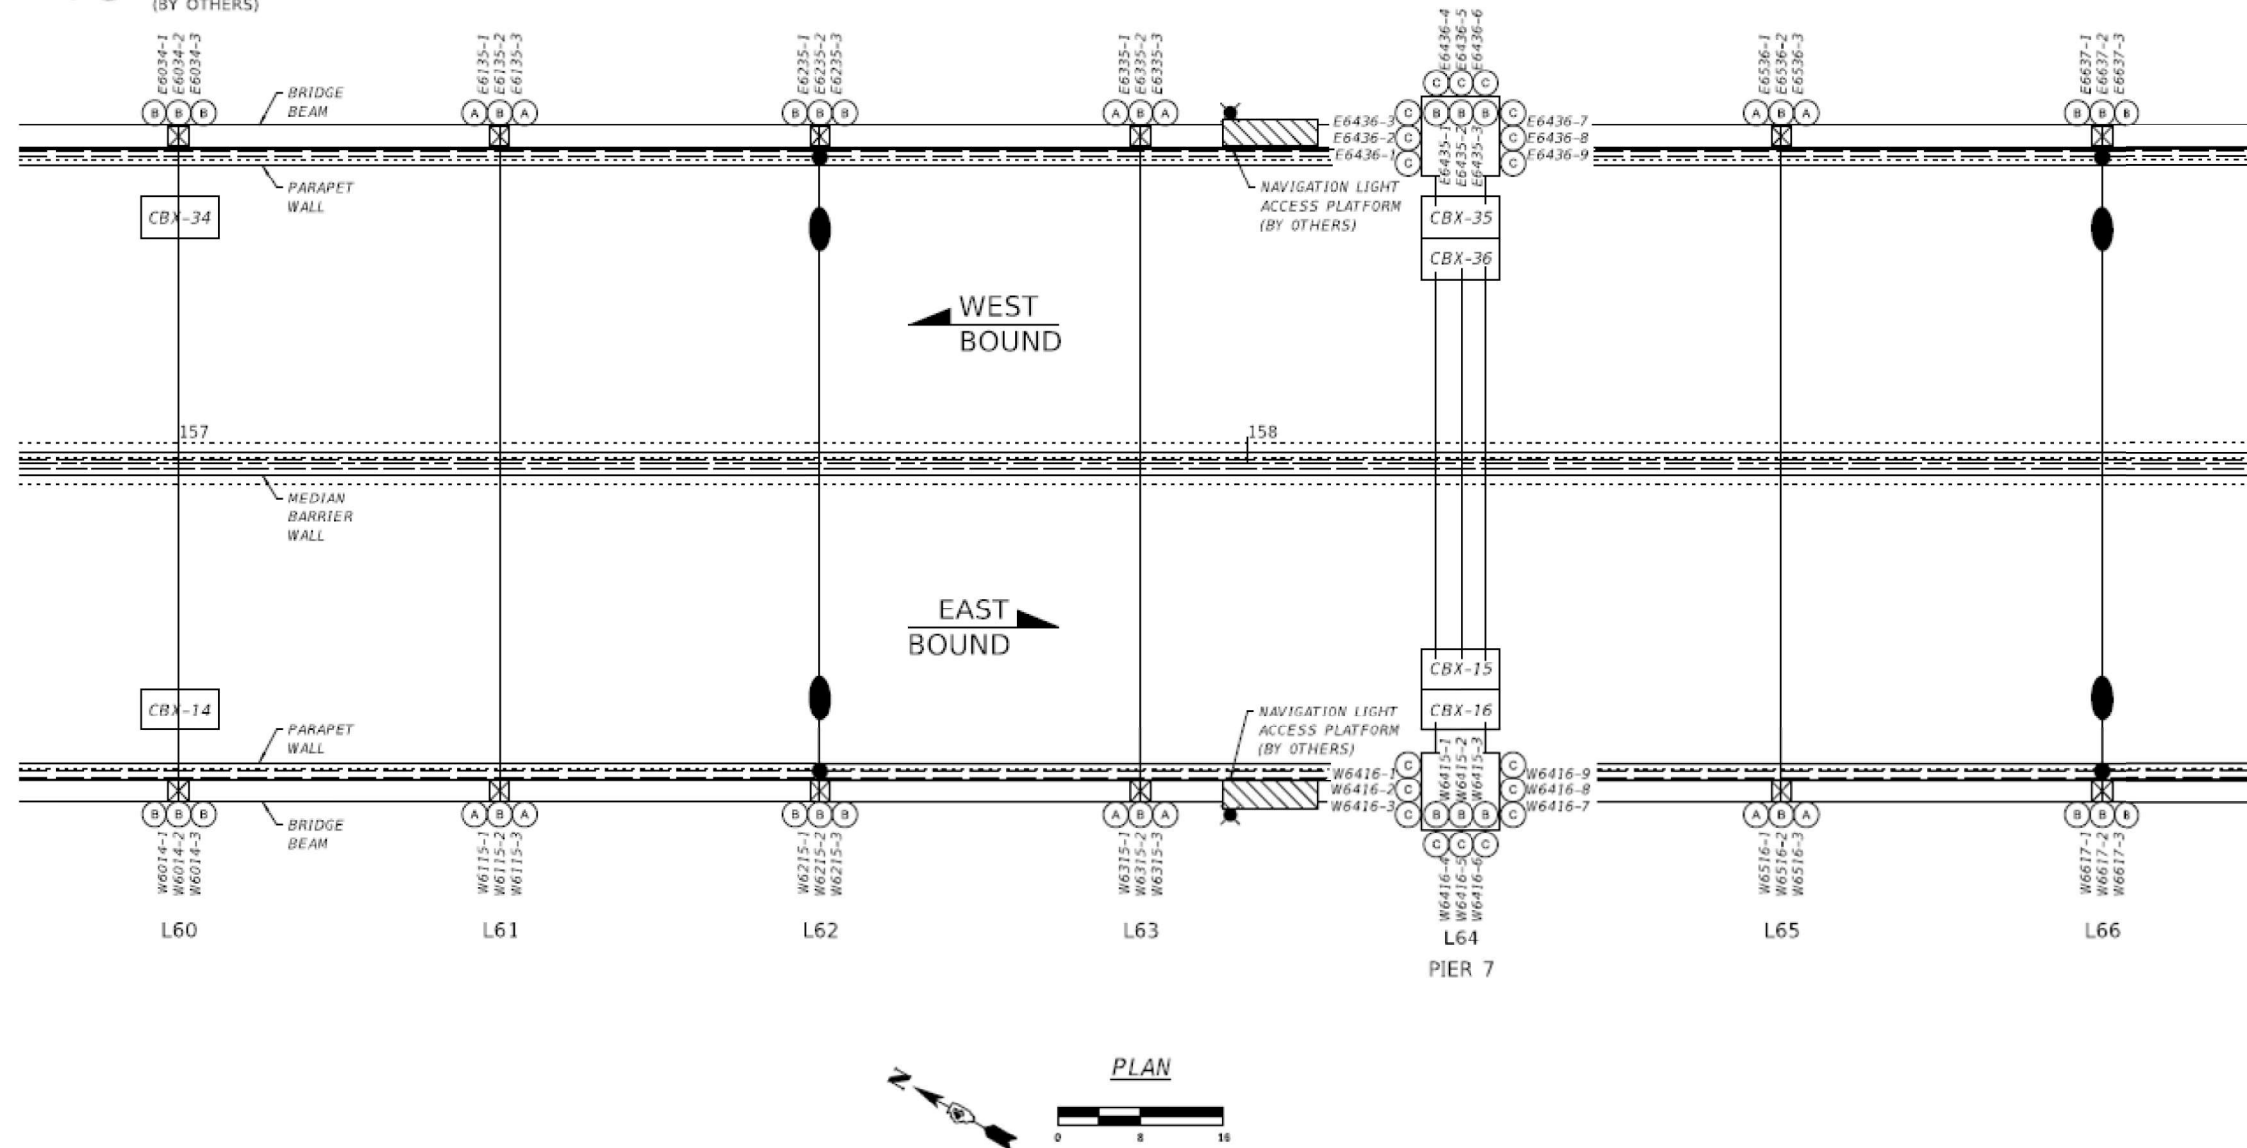 (BY OTHERS)
E6034-1
E6034-2
E6034-3
E6135-1
E6135-2
E6135-3
E6235-1
E6235-2
E6235-3
E6335-1
E6335-2
E6335-3
E6436-4
E6436-5
E6436-6
E6536-1
E6536-2
E6536-3
E6637-1
E6637-2
E6637-3
BRIDGE
BEAM
C C C
B B B
A B A
B B B
A B A
C B B B C
A B A
B B B
E6436-3
E6436-2
E6436-1
C
C
E6435-1
E6435-2
E6435-3
C
C
E6436-7
E6436-8
E6436-9
PARAPET
WALL
NAVIGATION LIGHT
ACCESS PLATFORM
(BY OTHERS)
CBX-34
CBX-35
CBX-36
WEST
BOUND
157
158
MEDIAN
BARRIER
WALL
EAST
BOUND
CBX-14
CBX-15
CBX-16
PARAPET
WALL
NAVIGATION LIGHT
ACCESS PLATFORM
(BY OTHERS)
W6416-1
W6416-2
W6416-3
C
C
W6415-1
W6415-2
W6415-3
C
C
W6416-9
W6416-8
W6416-7
B B B
A B A
B B B
A B A
C B B B C
A B A
B B B
C C C
BRIDGE
BEAM
W6014-1
W6014-2
W6014-3
W6115-1
W6115-2
W6115-3
W6215-1
W6215-2
W6215-3
W6315-1
W6315-2
W6315-3
W6416-4
W6416-5
W6416-6
W6516-1
W6516-2
W6516-3
W6617-1
W6617-2
W6617-3
L60
L61
L62
L63
L64
L65
L66
PIER 7
PLAN
N
0 8 16